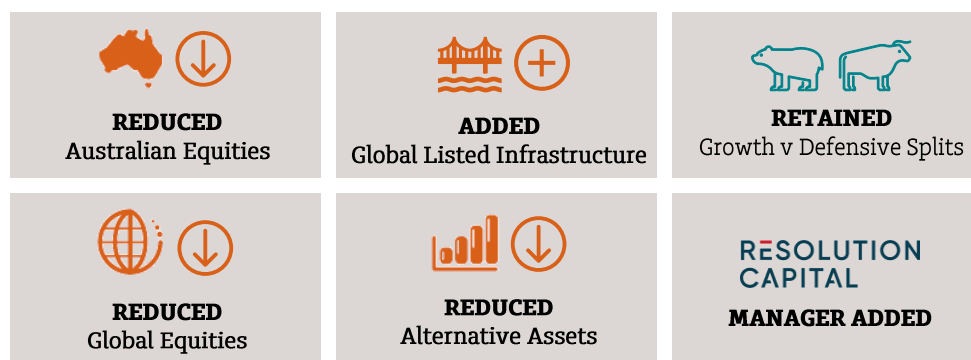 REDUCED
Australian Equities
ADDED
Global Listed Infrastructure
RETAINED
Growth v Defensive Splits
REDUCED
Global Equities
REDUCED
Alternative Assets
RESOLUTION
CAPITAL
MANAGER ADDED